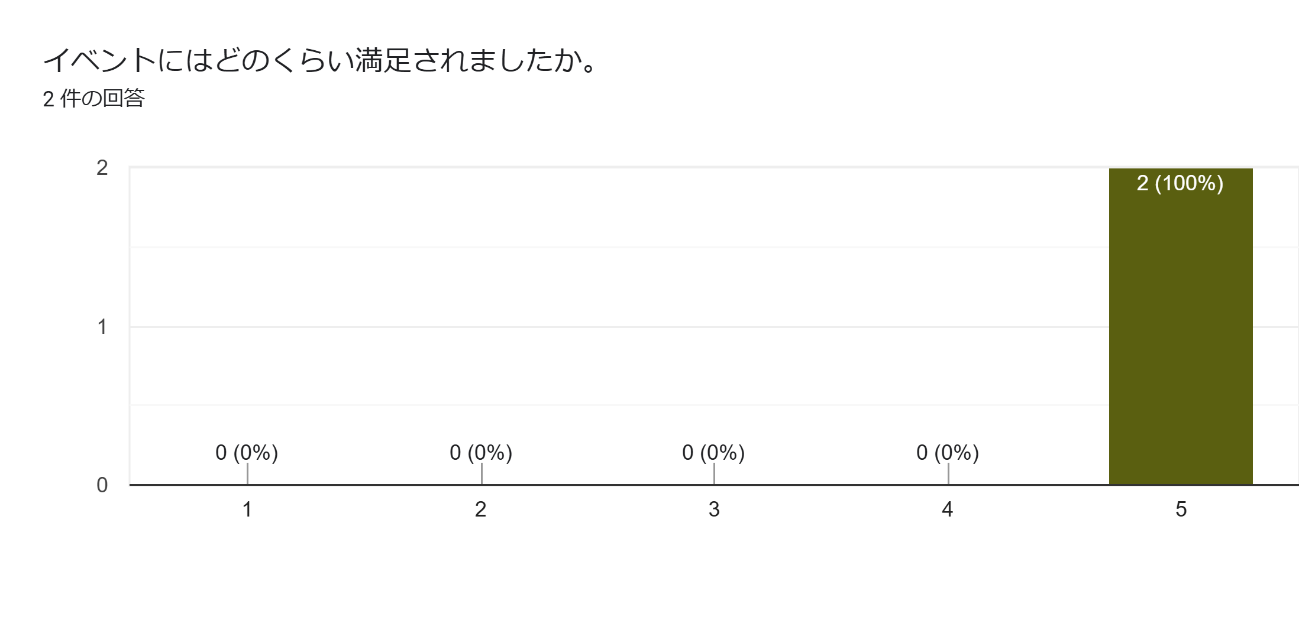 イベントにはどのくらい満足されましたか。
2 件の回答
2
2 (100%)
1
0 (0%) 0 (0%) 0 (0%) 0 (0%)
0
1 2 3 4 5